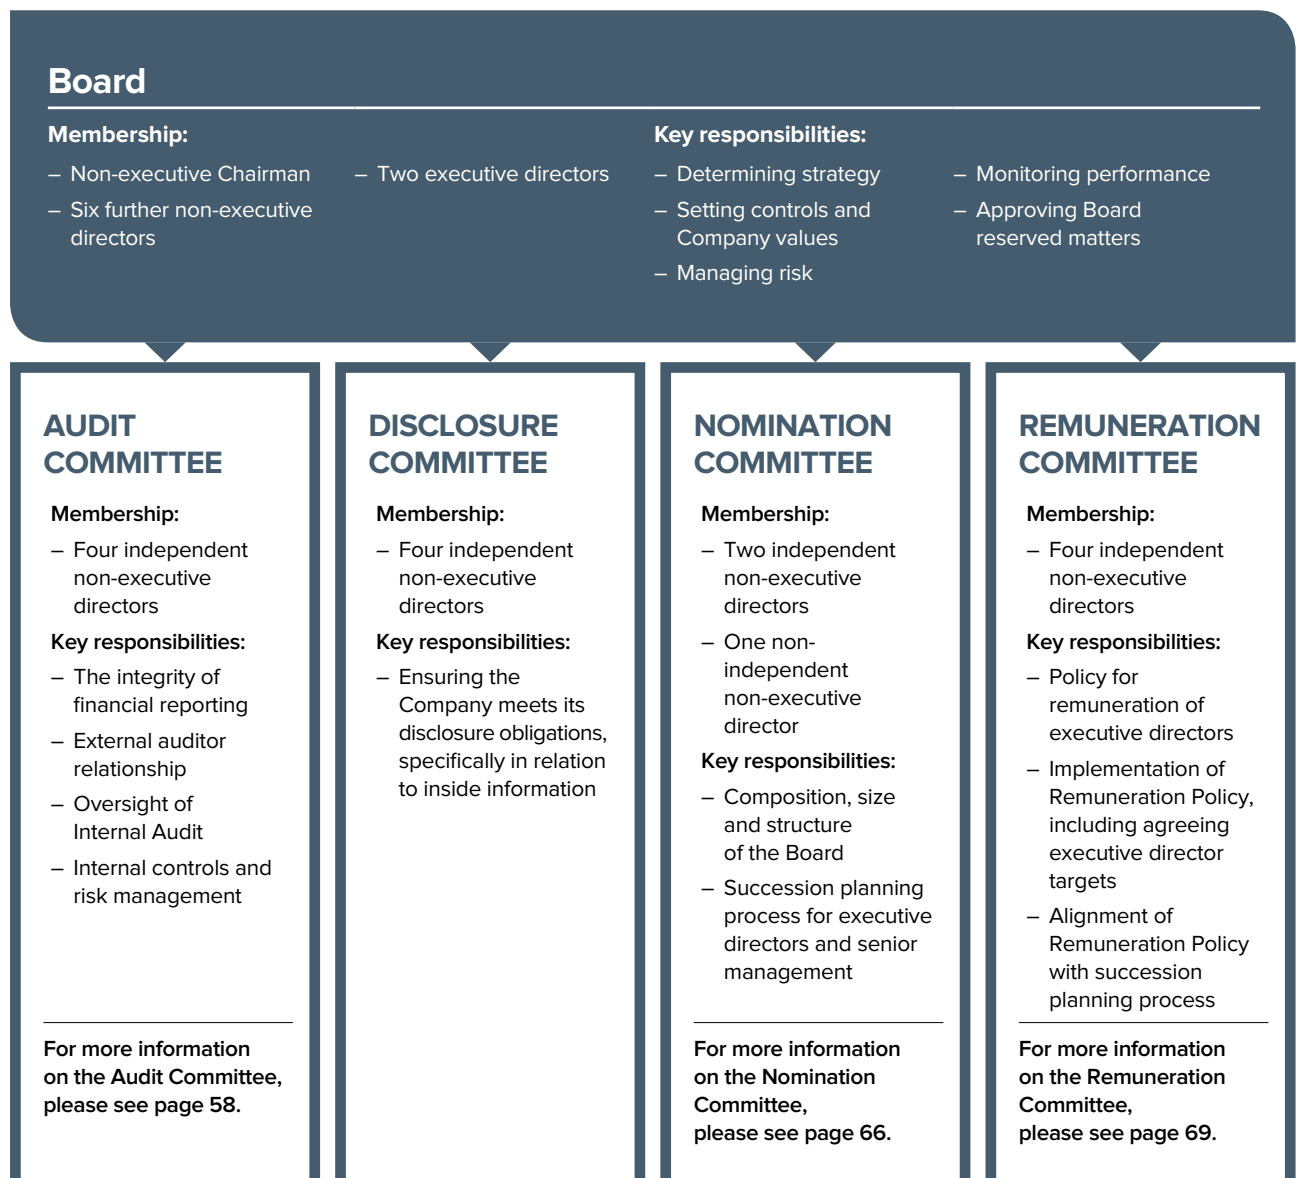 Board
Membership:
– Non-executive Chairman
– Six further non-executive
directors
– Two executive directors
Key responsibilities:
– Determining strategy
– Setting controls and
Company values
– Managing risk
– Monitoring performance
– Approving Board
reserved matters
AUDIT
COMMITTEE
Membership:
– Four independent
non-executive
directors
Key responsibilities:
– The integrity of
financial reporting
– External auditor
relationship
– Oversight of
Internal Audit
– Internal controls and
risk management
For more information
on the Audit Committee,
please see page 58.
DISCLOSURE
COMMITTEE
Membership:
– Four independent
non-executive
directors
Key responsibilities:
– Ensuring the
Company meets its
disclosure obligations,
specifically in relation
to inside information
NOMINATION
COMMITTEE
Membership:
– Two independent
non-executive
directors
– One non-
independent
non-executive
director
Key responsibilities:
– Composition, size
and structure
of the Board
– Succession planning
process for executive
directors and senior
management
For more information
on the Nomination
Committee,
please see page 66.
REMUNERATION
COMMITTEE
Membership:
– Four independent
non-executive
directors
Key responsibilities:
– Policy for
remuneration of
executive directors
– Implementation of
Remuneration Policy,
including agreeing
executive director
targets
– Alignment of
Remuneration Policy
with succession
planning process
For more information
on the Remuneration
Committee,
please see page 69.